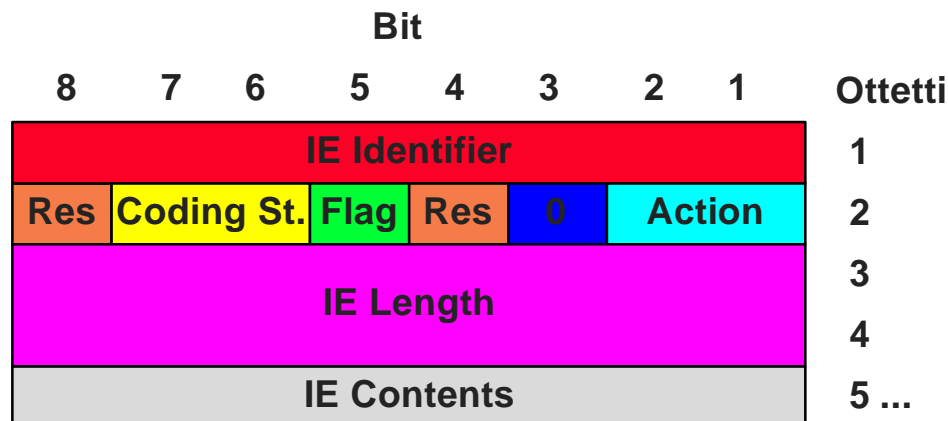 Bit
8 7 6 5 4 3 2 1 Ottetti
IE Identifier 1
Res Coding St. Flag Res 0 Action 2
3
IE Length
4
IE Contents 5 ...